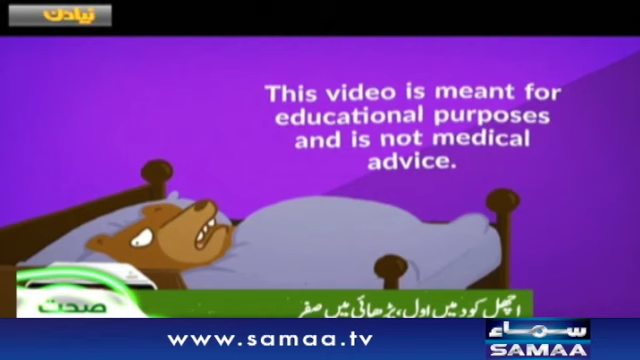 نیا دن
This video is meant for
educational purposes
and is not medical
advice.
صحت
اچھل کود میں اول، پڑھائی میں صفر
www.samaa.tv
سماء
SAMAA